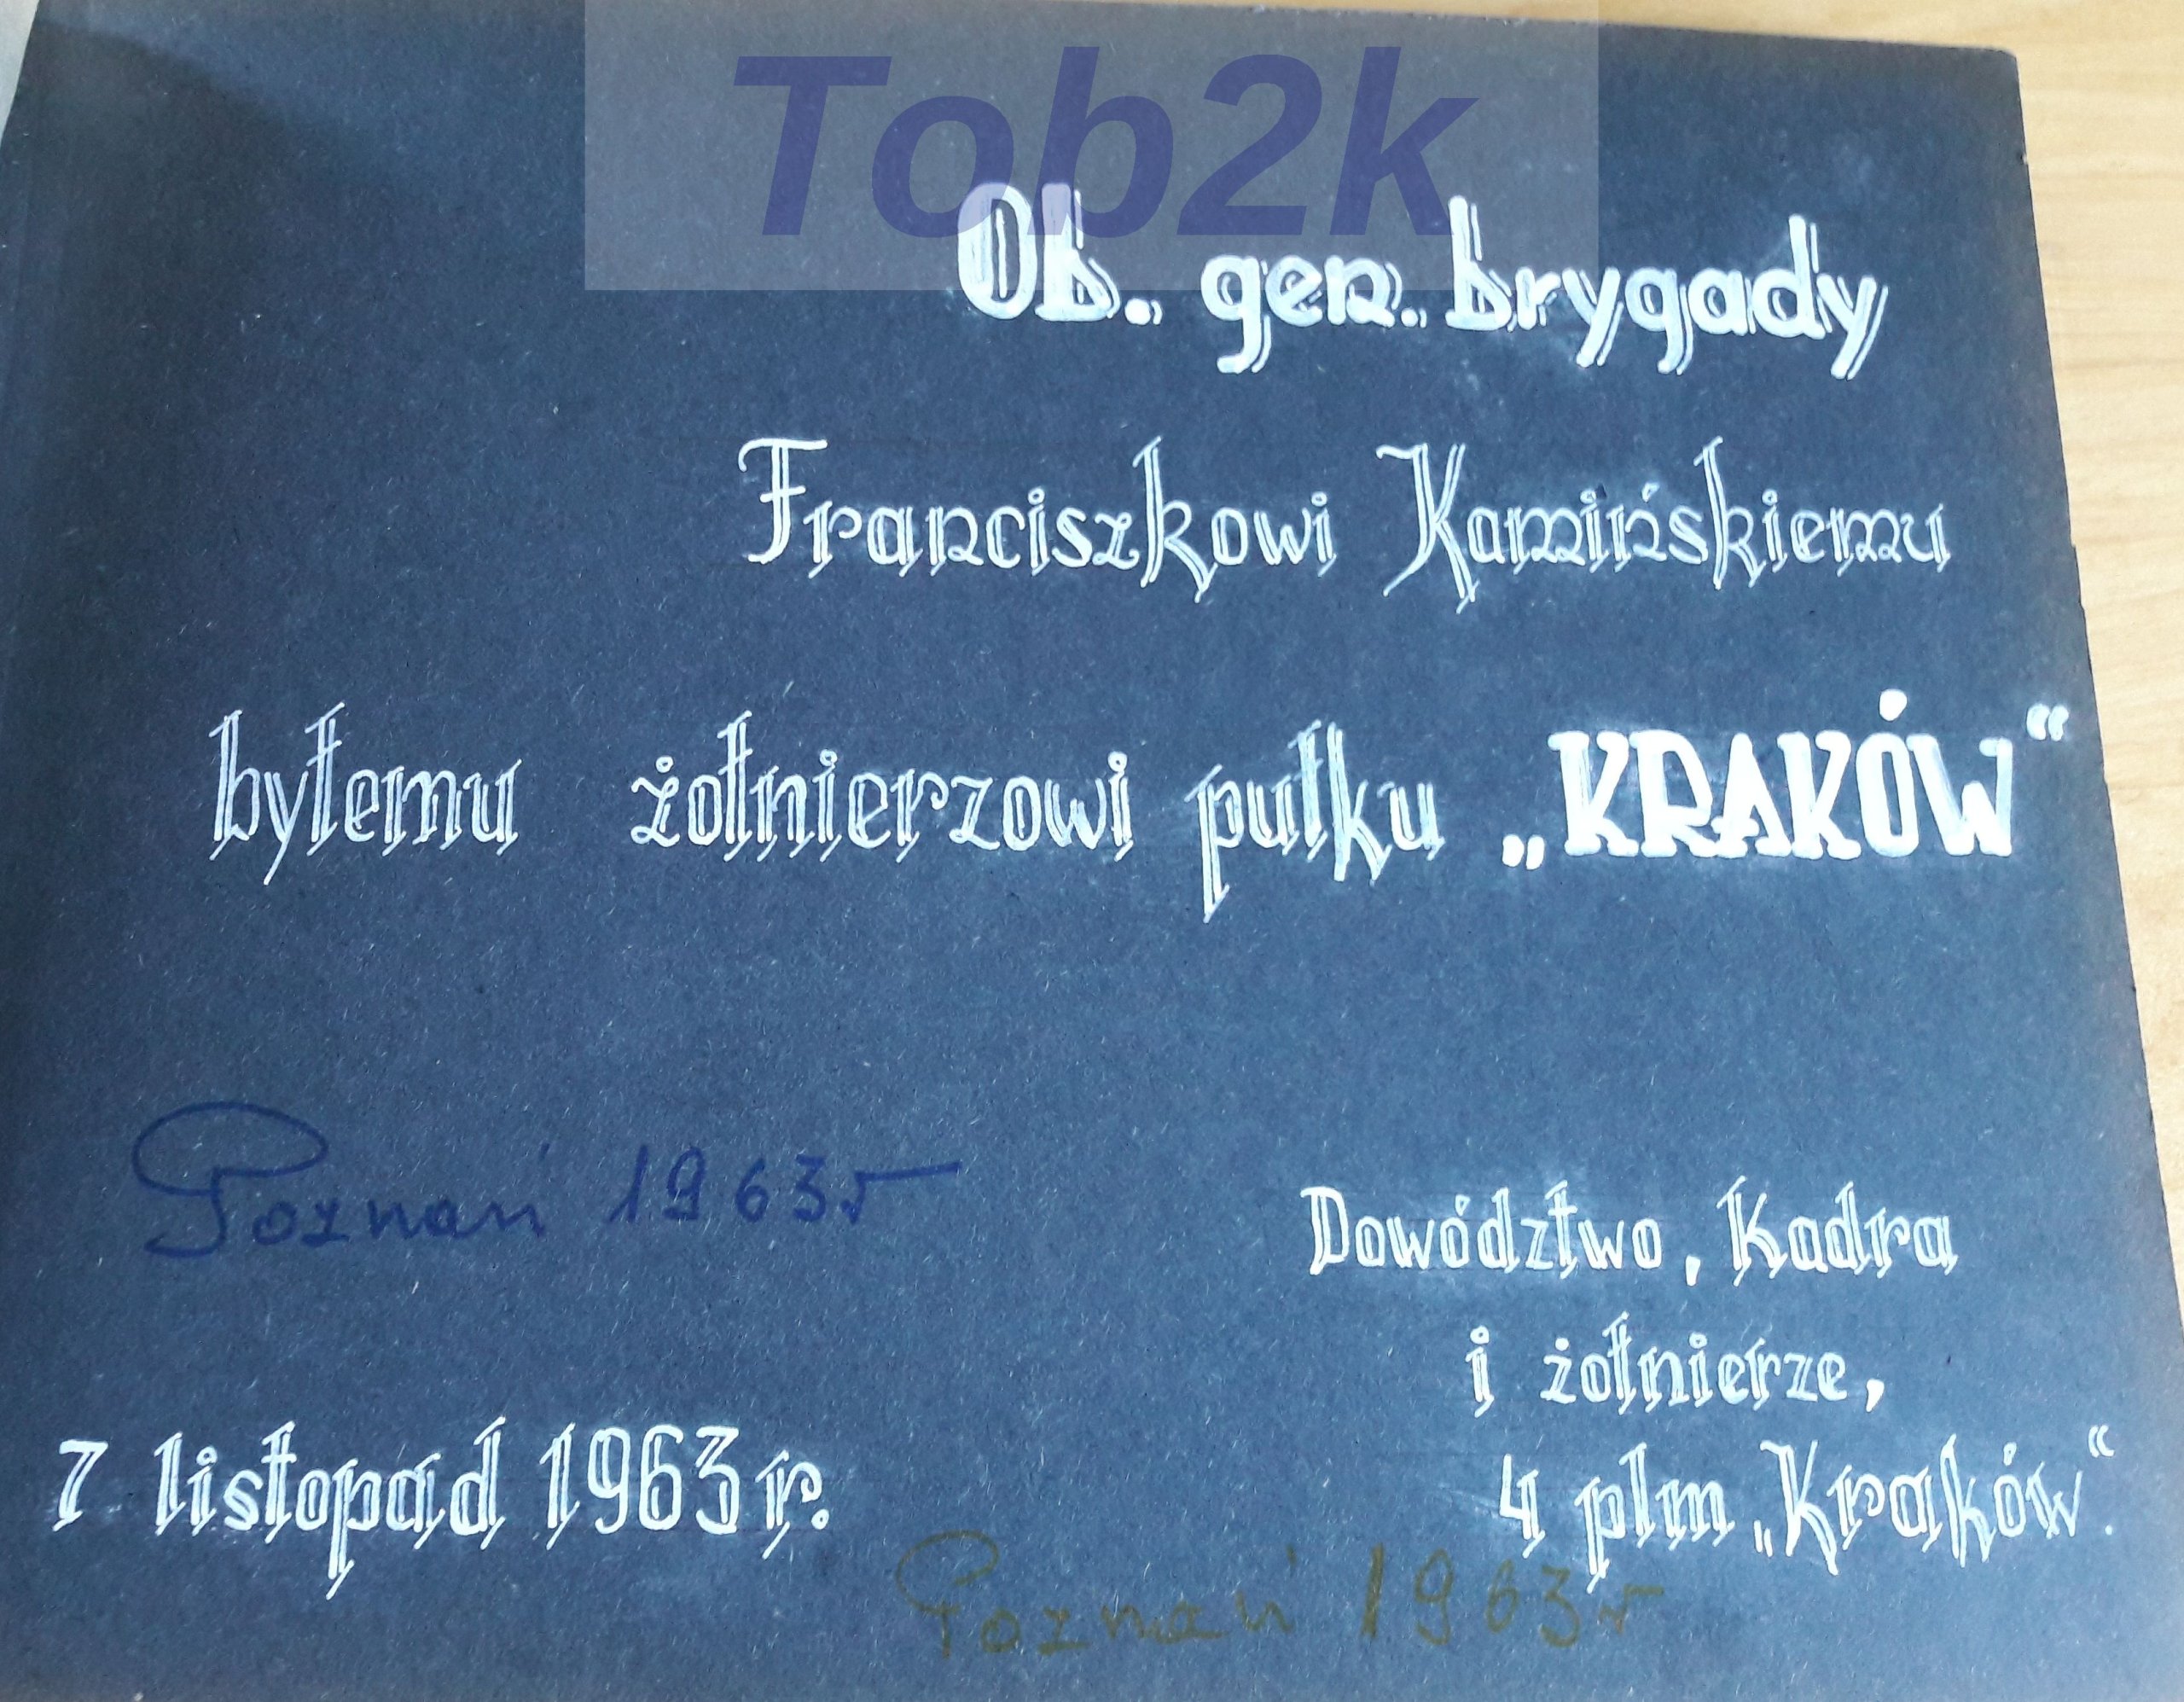 Tob2k
Ob. gen. brygady
Franciszkowi Kamińskiemu
byłemu żołnierzowi pułku „KRAKÓW“
Poznań 1963 r
Dowództwo, Kadra
i żołnierze,
7 listopad 1963 r.
4 plm „Kraków“.
Poznań 1963 r